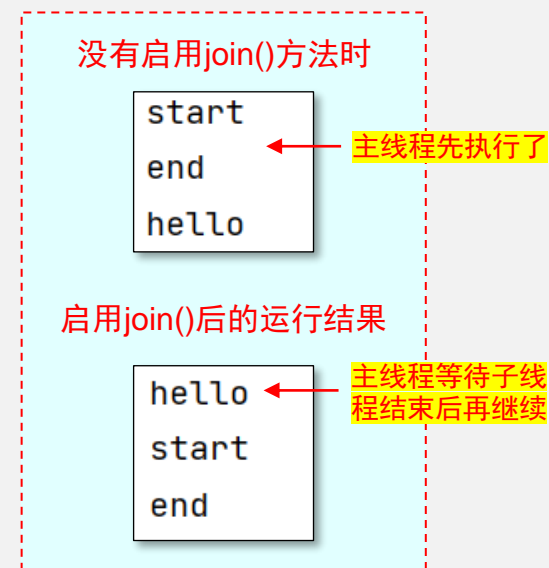 没有启用join()方法时
start
主线程先执行了
end
hello
启用join()后的运行结果
hello
主线程等待子线
程结束后再继续
start
end